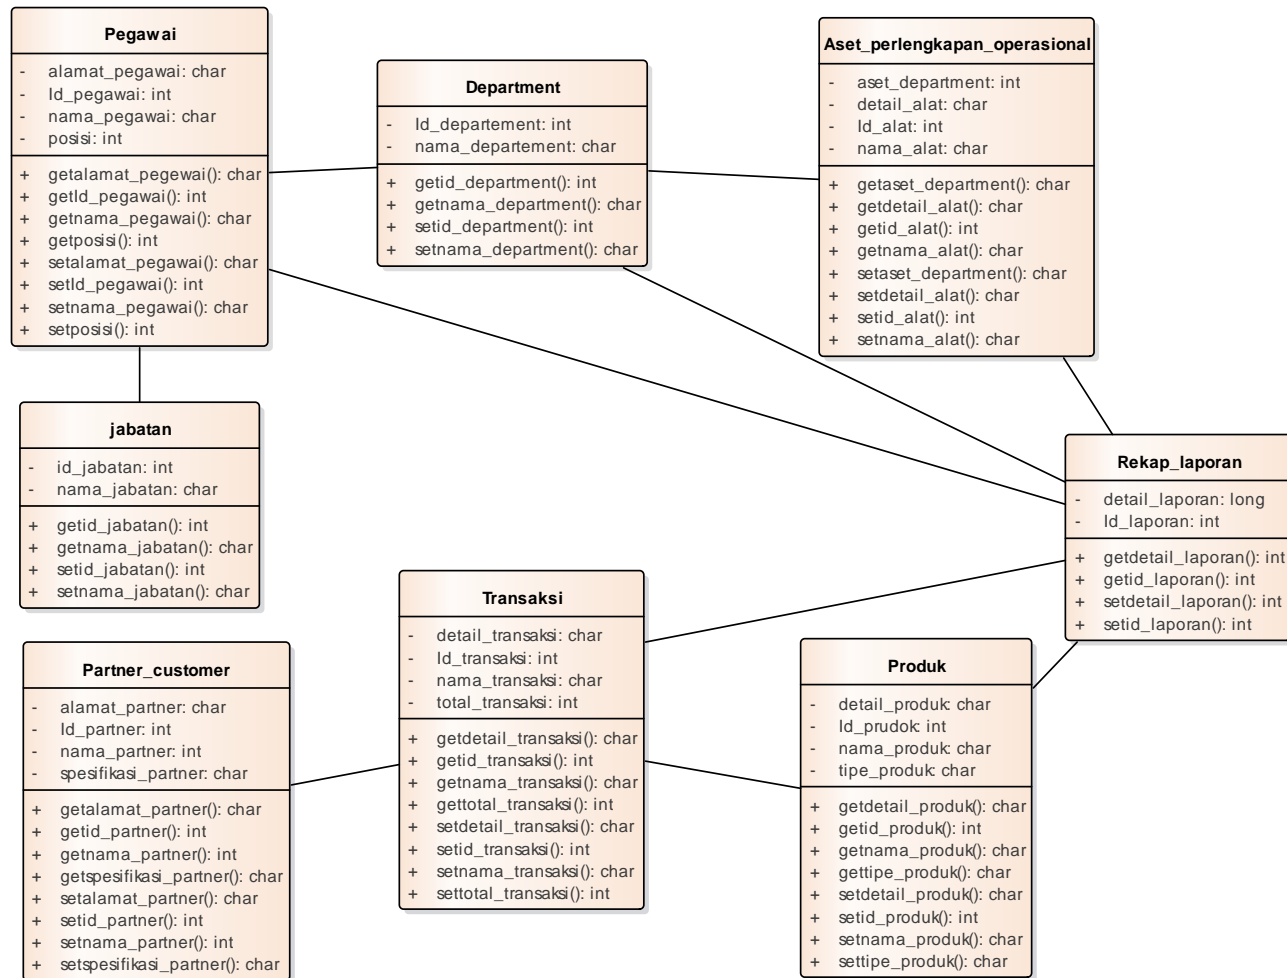 Pegawai
- alamat_pegawai: char
- Id_pegawai: int
- nama_pegawai: char
- posisi: int
+ getalamat_pegewai(): char
+ getId_pegawai(): int
+ getnama_pegawai(): char
+ getposisi(): int
+ setalamat_pegawai(): char
+ setId_pegawai(): int
+ setnama_pegawai(): char
+ setposisi(): int
Department
- Id_departement: int
- nama_departement: char
+ getid_department(): int
+ getnama_department(): char
+ setid_department(): int
+ setnama_department(): char
Aset_perlengkapan_operasional
- aset_department: int
- detail_alat: char
- Id_alat: int
- nama_alat: char
+ getaset_department(): char
+ getdetail_alat(): char
+ getid_alat(): int
+ getnama_alat(): char
+ setaset_department(): char
+ setdetail_alat(): char
+ setid_alat(): int
+ setnama_alat(): char
jabatan
- id_jabatan: int
- nama_jabatan: char
+ getid_jabatan(): int
+ getnama_jabatan(): char
+ setid_jabatan(): int
+ setnama_jabatan(): char
Rekap_laporan
- detail_laporan: long
- Id_laporan: int
+ getdetail_laporan(): int
+ getid_laporan(): int
+ setdetail_laporan(): int
+ setid_laporan(): int
Transaksi
- detail_transaksi: char
- Id_transaksi: int
- nama_transaksi: char
- total_transaksi: int
+ getdetail_transaksi(): char
+ getid_transaksi(): int
+ getnama_transaksi(): char
+ gettotal_transaksi(): int
+ setdetail_transaksi(): char
+ setid_transaksi(): int
+ setnama_transaksi(): char
+ settotal_transaksi(): int
Partner_customer
- alamat_partner: char
- Id_partner: int
- nama_partner: int
- spesifikasi_partner: char
+ getalamat_partner(): char
+ getid_partner(): int
+ getnama_partner(): int
+ getspesifikasi_partner(): char
+ setalamat_partner(): char
+ setid_partner(): int
+ setnama_partner(): int
+ setspesifikasi_partner(): char
Produk
- detail_produk: char
- Id_prudok: int
- nama_produk: char
- tipe_produk: char
+ getdetail_produk(): char
+ getid_produk(): int
+ getnama_produk(): char
+ gettipe_produk(): char
+ setdetail_produk(): char
+ setid_produk(): int
+ setnama_produk(): char
+ settipe_produk(): char